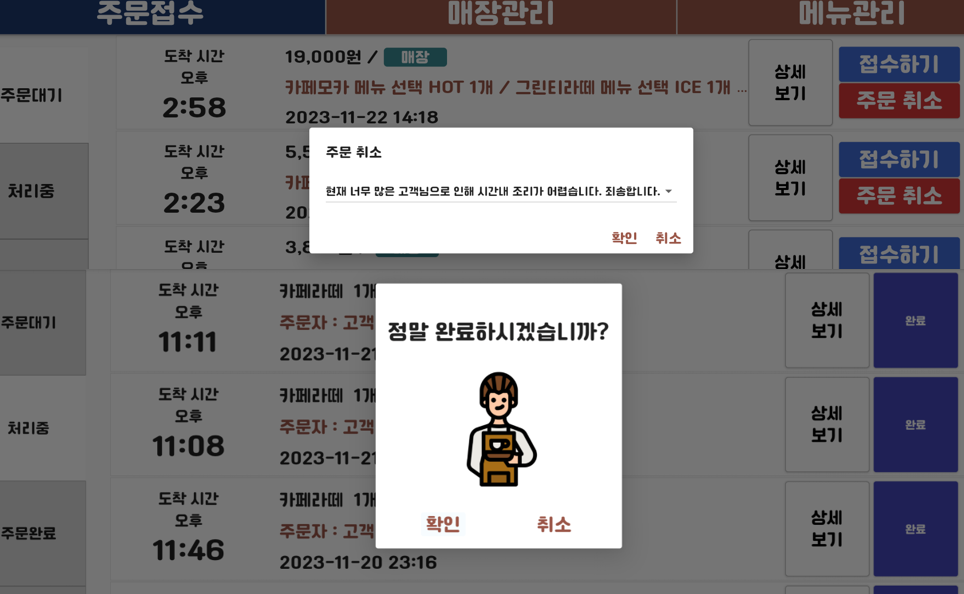 주문접수
매장관리
메뉴관리
주문대기
처리중
도착 시간
오후
2:58
19,000원 / 매장
카페모카 메뉴 선택 HOT 1개 / 그린티라떼 메뉴 선택 ICE 1개 ...
2023-11-22 14:18
상세
보기
접수하기
주문 취소
도착 시간
오후
2:23
5,5
카페
202
상세
보기
접수하기
주문 취소
도착 시간
오후
3,8
상세
접수하기
주문 취소
현재 너무 많은 고객님으로 인해 시간내 조리가 어렵습니다. 죄송합니다.
확인
취소
주문대기
처리중
주문완료
도착 시간
오후
11:11
카페라떼 1개
주문자 : 고객
2023-11-21
상세
보기
완료
도착 시간
오후
11:08
카페라떼 1개
주문자 : 고객
2023-11-21
상세
보기
완료
도착 시간
오후
11:46
카페라떼 1개
주문자 : 고객
2023-11-20 23:16
상세
보기
완료
정말 완료하시겠습니까?
확인
취소